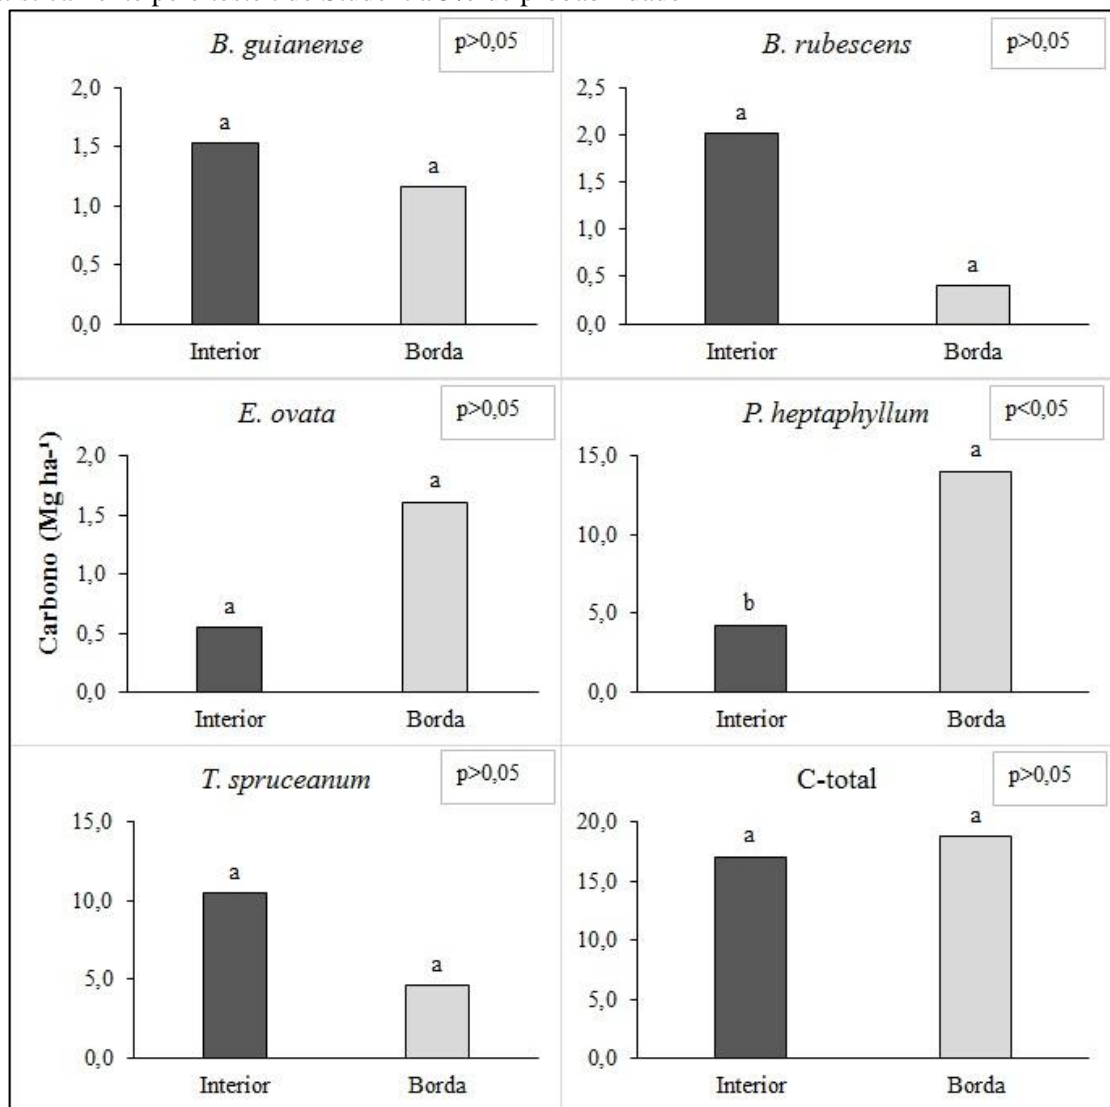 B. guianense
p>0,05
2,0
a
1,5
a
1,0
0,5
0,0
Interior Borda
B. rubescens
p>0,05
2,5
a
2,0
1,5
1,0
a
0,5
0,0
Interior Borda
Carbono (Mg ha-¹)
E. ovata
p>0,05
2,0
a
1,5
1,0
a
0,5
0,0
Interior Borda
P. heptaphyllum
p<0,05
15,0
a
10,0
b
5,0
0,0
Interior Borda
T. spruceanum
p>0,05
15,0
a
10,0
a
5,0
0,0
Interior Borda
C-total
p>0,05
20,0
a
a
15,0
10,0
5,0
0,0
Interior Borda